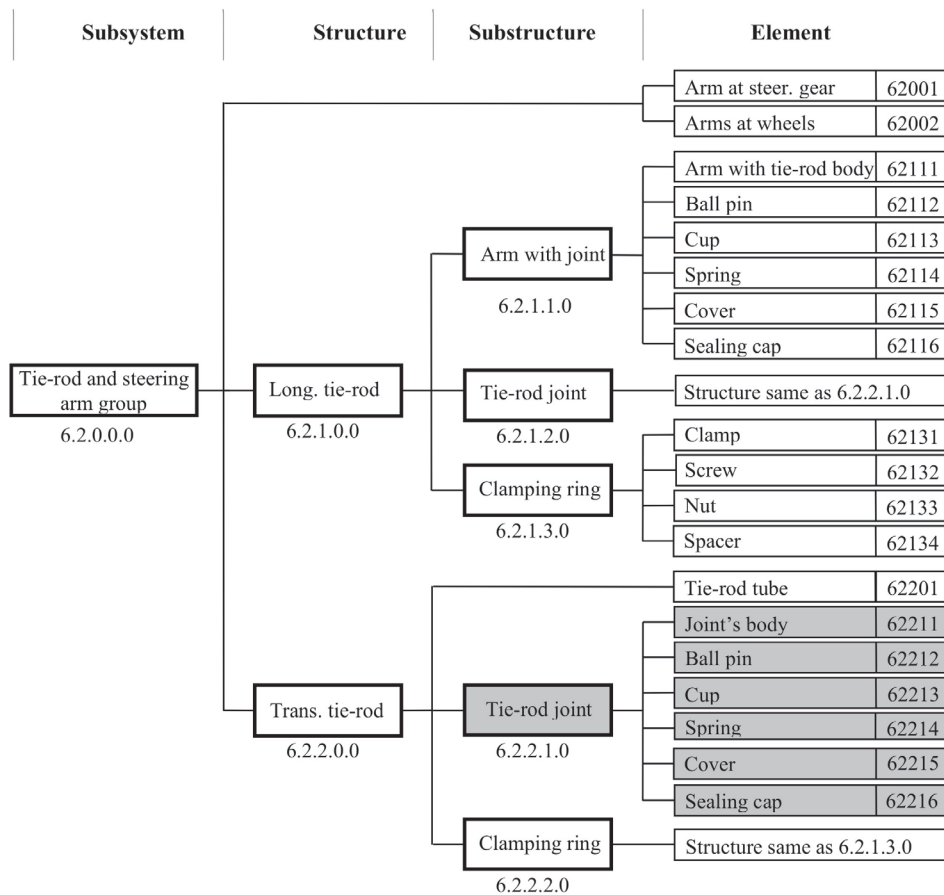 Subsystem Structure Substructure Element
Arm at steer. gear 62001
Arms at wheels 62002
Arm with tie-rod body 62111
Ball pin 62112
Cup 62113
Arm with joint
Spring 62114
6.2.1.1.0
Cover 62115
Sealing cap 62116
Tie-rod and steering
arm group
6.2.0.0.0
Long. tie-rod
6.2.1.0.0
Tie-rod joint
6.2.1.2.0
Structure same as 6.2.2.1.0
Clamp 62131
Screw 62132
Clamping ring
6.2.1.3.0
Nut 62133
Spacer 62134
Tie-rod tube 62201
Joint’s body 62211
Ball pin 62212
Cup 62213
Trans. tie-rod
6.2.2.0.0
Tie-rod joint
6.2.2.1.0
Spring 62214
Cover 62215
Sealing cap 62216
Clamping ring
6.2.2.2.0
Structure same as 6.2.1.3.0